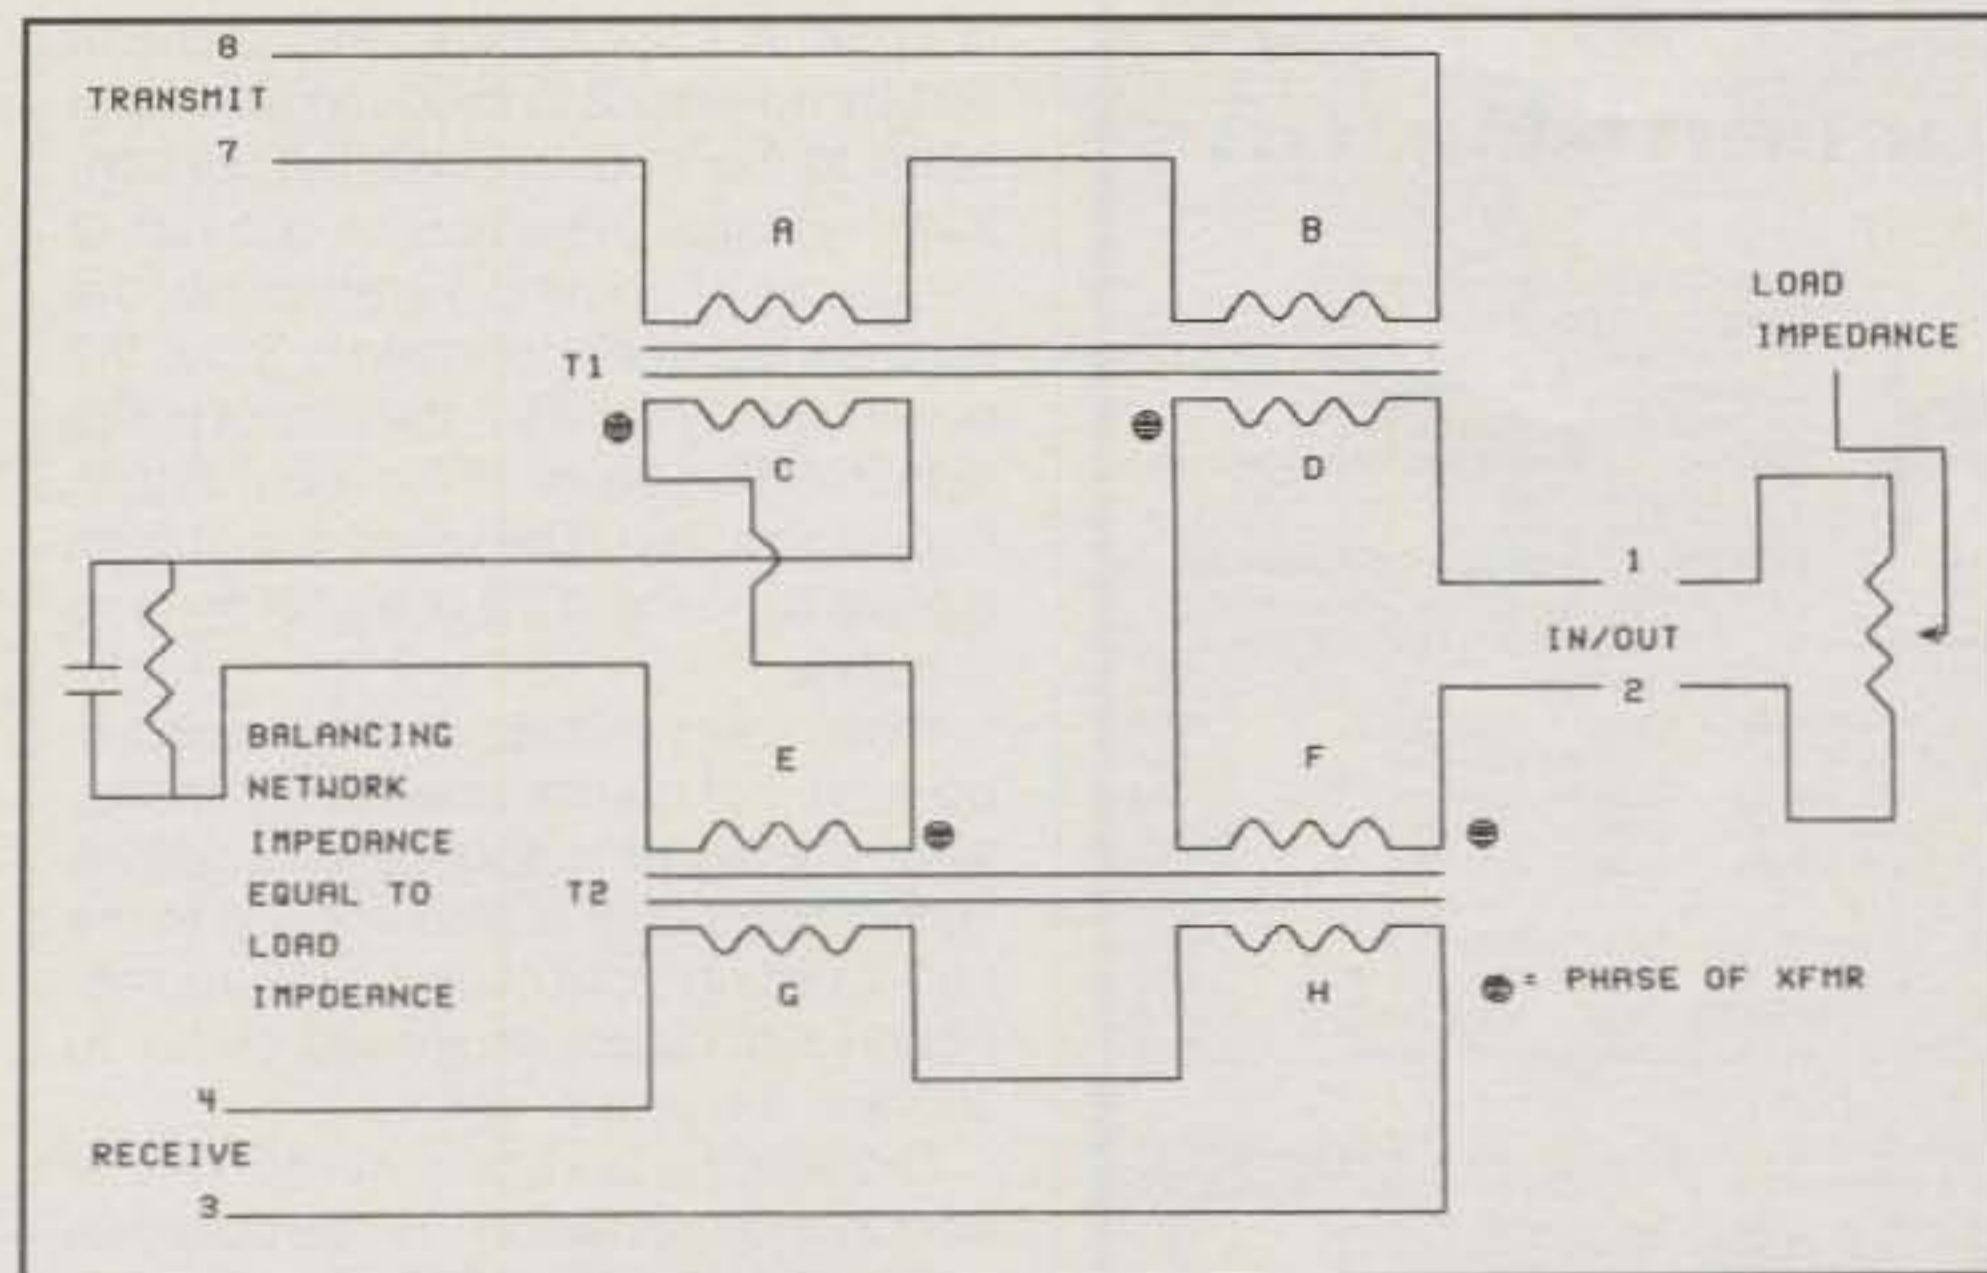 8
TRANSMIT
7
A
B
LOAD
IMPEDANCE
T1
C
D
1
IN/OUT
2
BALANCING
NETWORK
IMPEDANCE
EQUAL TO
LOAD
IMPDEANCE
E
F
T2
G
H
= PHASE OF XFMR
4
RECEIVE
3